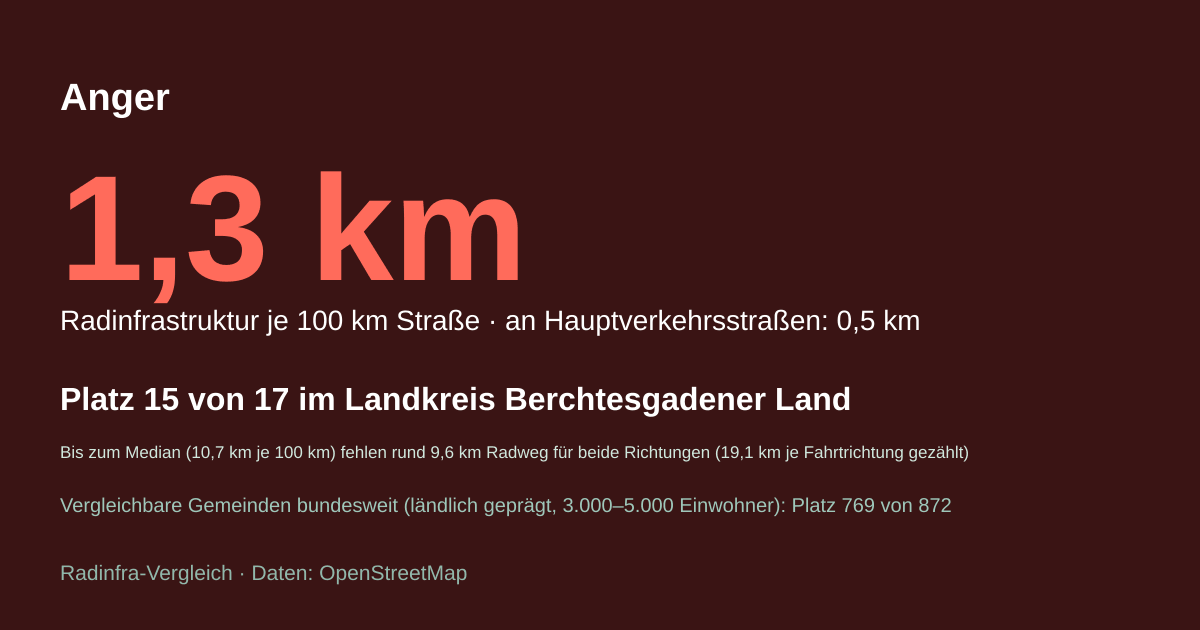 Anger
1,3 km
Radinfrastruktur je 100 km Straße · an Hauptverkehrsstraßen: 0,5 km
Platz 15 von 17 im Landkreis Berchtesgadener Land
Bis zum Median (10,7 km je 100 km) fehlen rund 9,6 km Radweg für beide Richtungen (19,1 km je Fahrtrichtung gezählt)
Vergleichbare Gemeinden bundesweit (ländlich geprägt, 3.000–5.000 Einwohner): Platz 769 von 872
Radinfra-Vergleich · Daten: OpenStreetMap